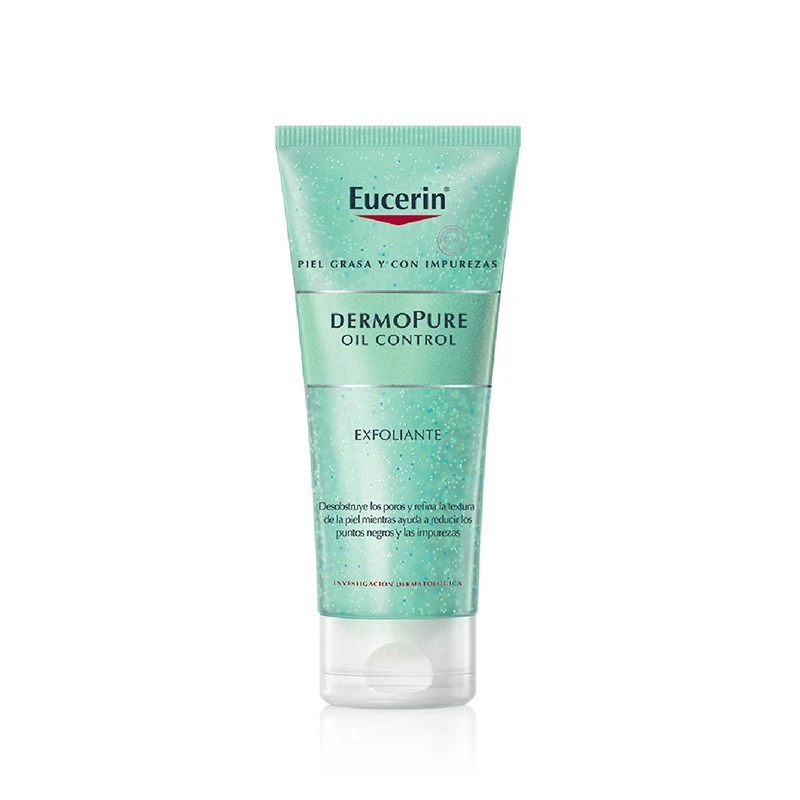 Eucerin®
PIEL GRASA Y CON IMPUREZAS
DERMOPURE
OIL CONTROL
EXFOLIANTE
Desobstruye los poros y refina la textura
de la piel mientras ayuda a reducir los
puntos negros y las impurezas
INVESTIGACIÓN DERMATOLÓGICA